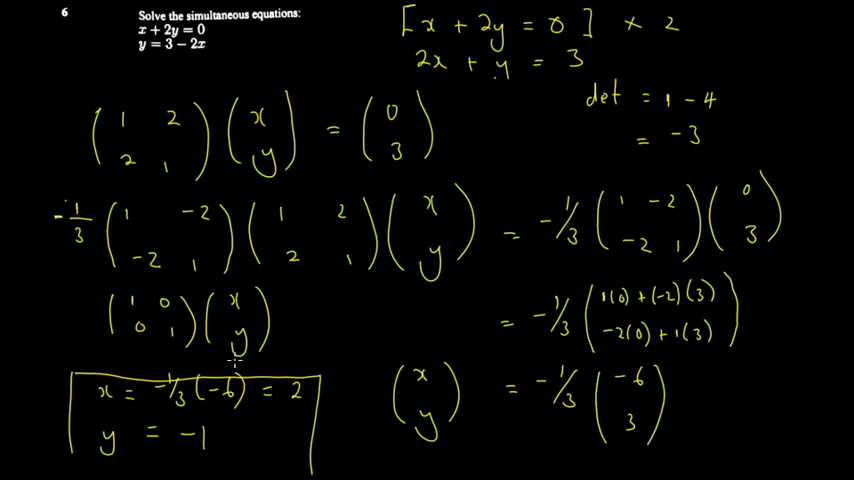 6 Solve the simultaneous equations:
x + 2y = 0
y = 3 − 2x
[x + 2y = 0] × 2
2x + y = 3
det = 1 − 4
= −3
(1 2; 2 1) (x; y) = (0; 3)
−1/3 (1 −2; −2 1) (1 2; 2 1) (x; y) = −1/3 (1 −2; −2 1) (0; 3)
(1 0; 0 1) (x; y) = −1/3 (1(0) + (−2)(3); −2(0) + 1(3))
(x; y) = −1/3 (−6; 3)
x = −1/3 (−6) = 2
y = −1